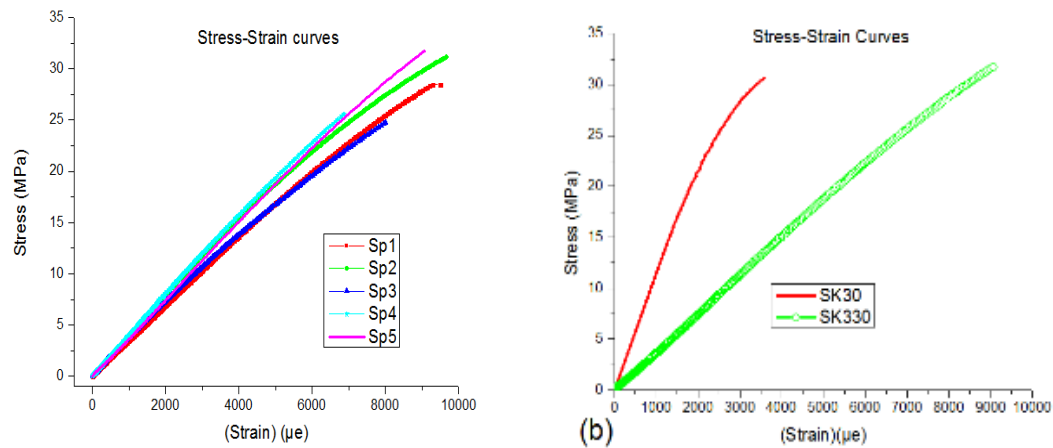 Stress-Strain curves
Stress (MPa)
35
30
25
20
15
10
5
0
Sp1
Sp2
Sp3
Sp4
Sp5
0 2000 4000 6000 8000 10000
(Strain) (µe)
Stress-Strain Curves
Stress (MPa)
35
30
25
20
15
10
5
0
SK30
SK330
0 1000 2000 3000 4000 5000 6000 7000 8000 9000 10000
(b)
(Strain)(µe)